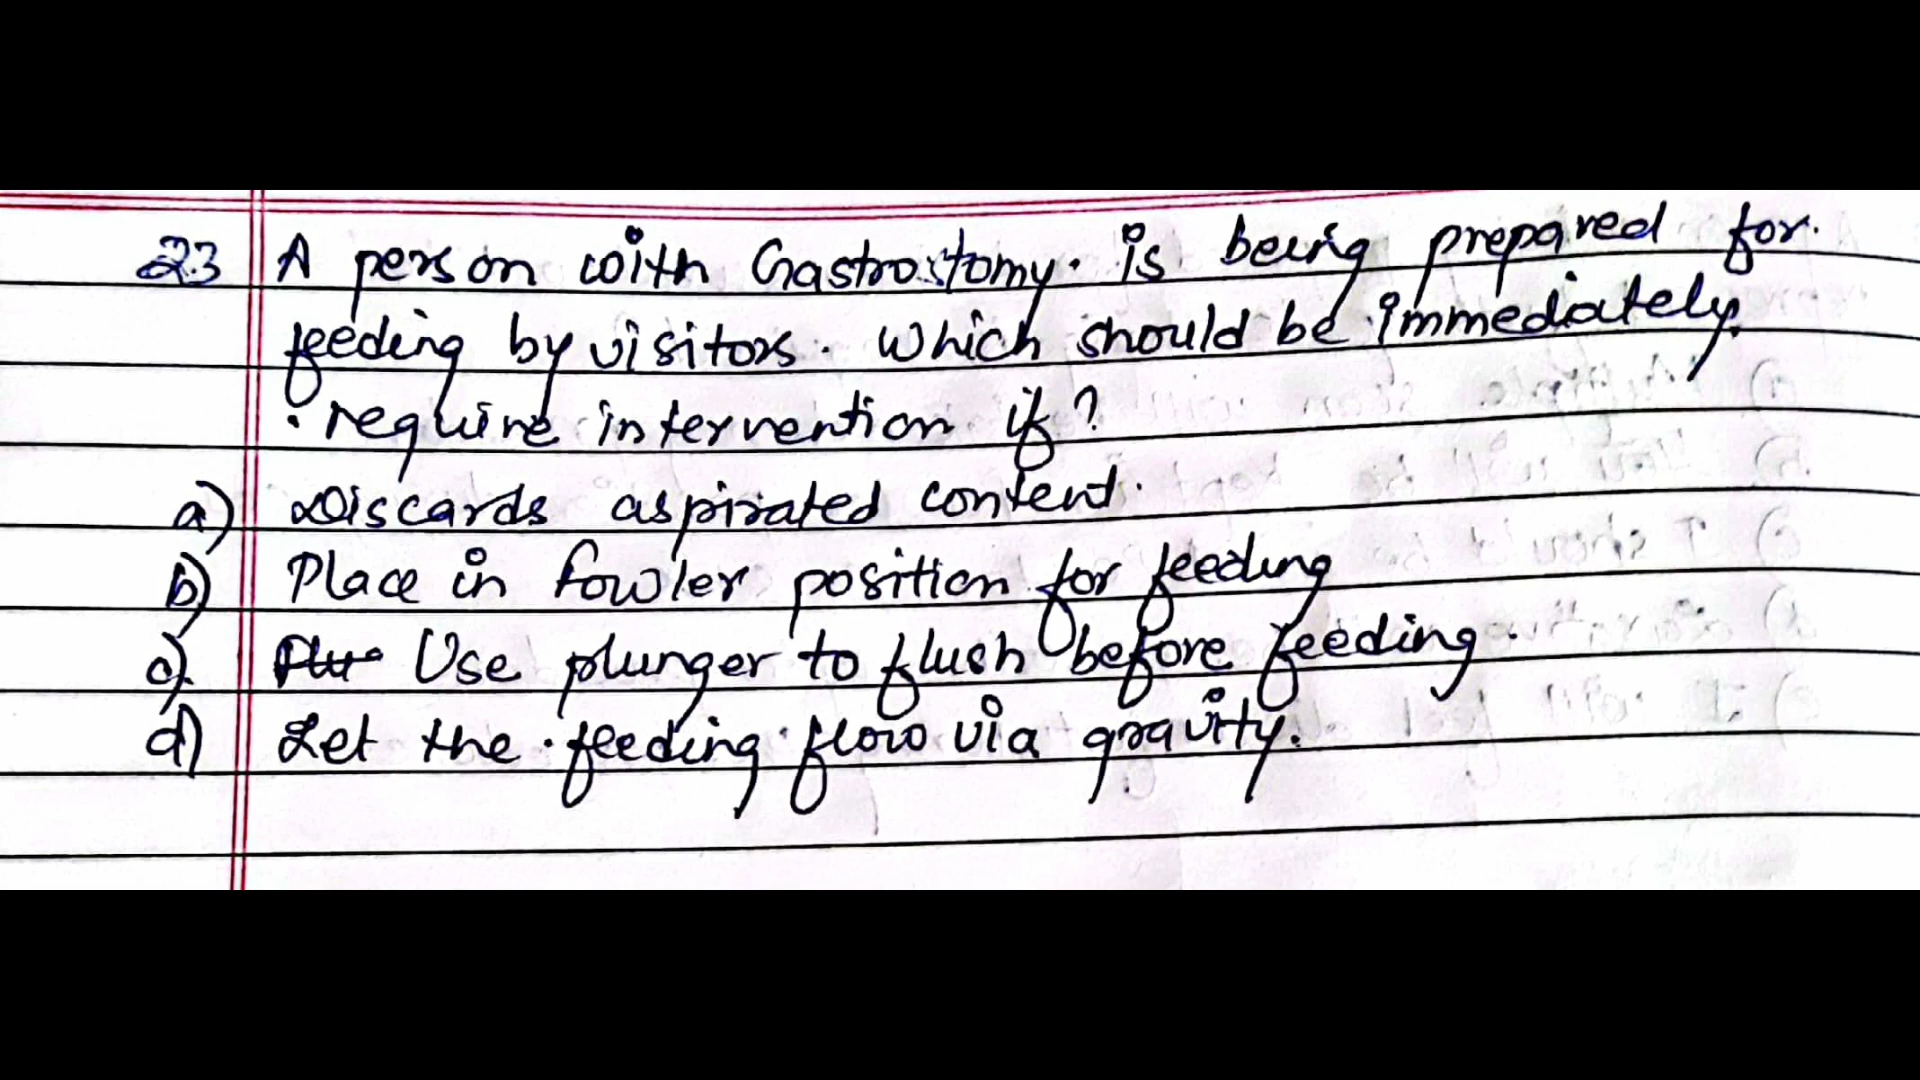 23 A person with Gastrostomy. is being prepared for.
feeding by visitors. Which should be immediately.
. require intervention if?
a) Discards aspirated content.
b) Place in fowler position for feeding
c). Use plunger to flush before feeding.
d) Let the feeding flow via gravity.